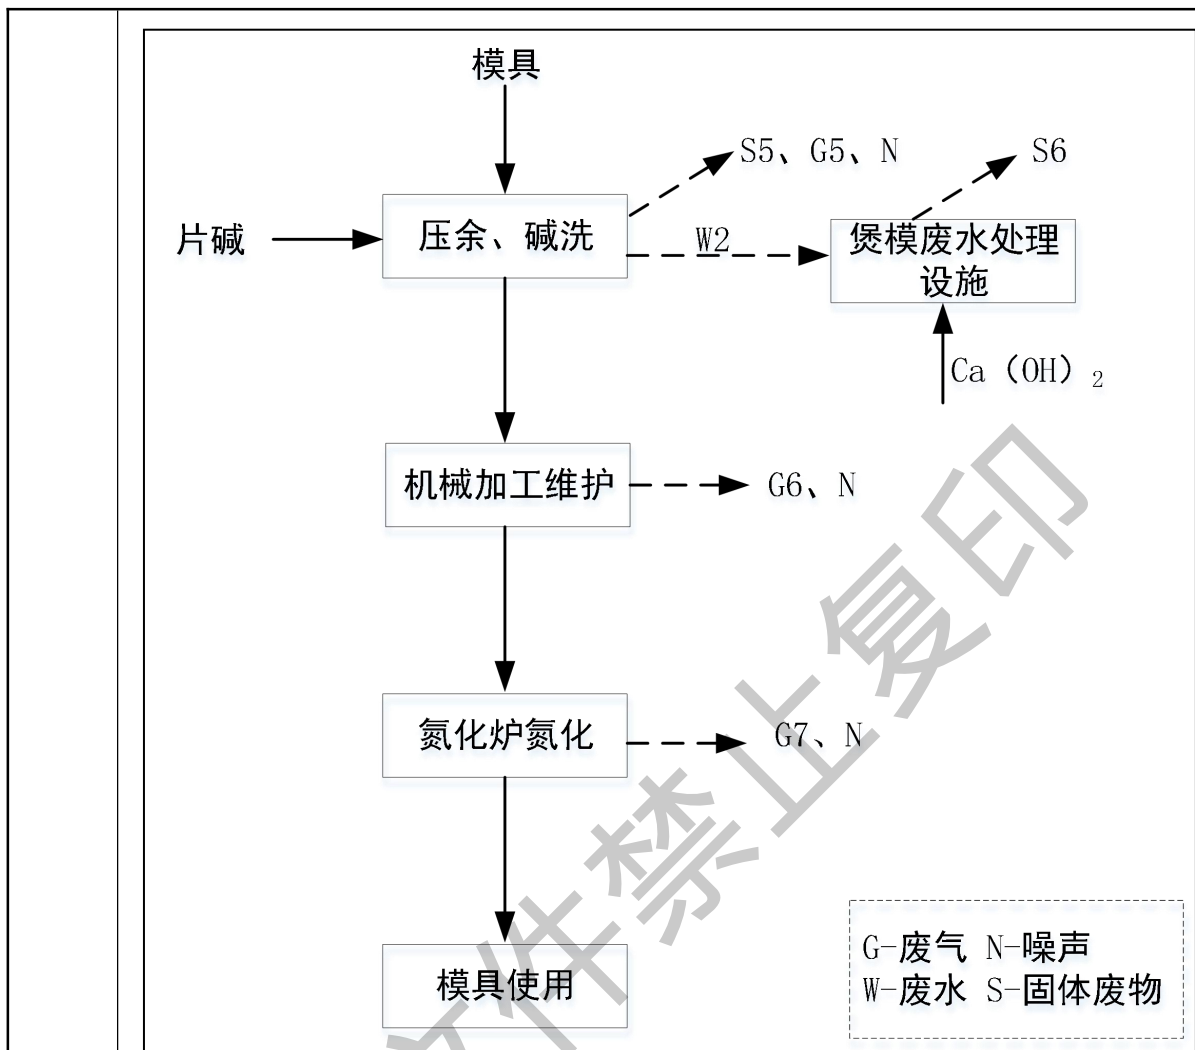 模具
S5、G5、N
S6
片碱
压余、碱洗
W2
煲模废水处理
设施
Ca（OH）₂
机械加工维护
G6、N
氮化炉氮化
G7、N
模具使用
G-废气 N-噪声
W-废水 S-固体废物
文件禁止复印